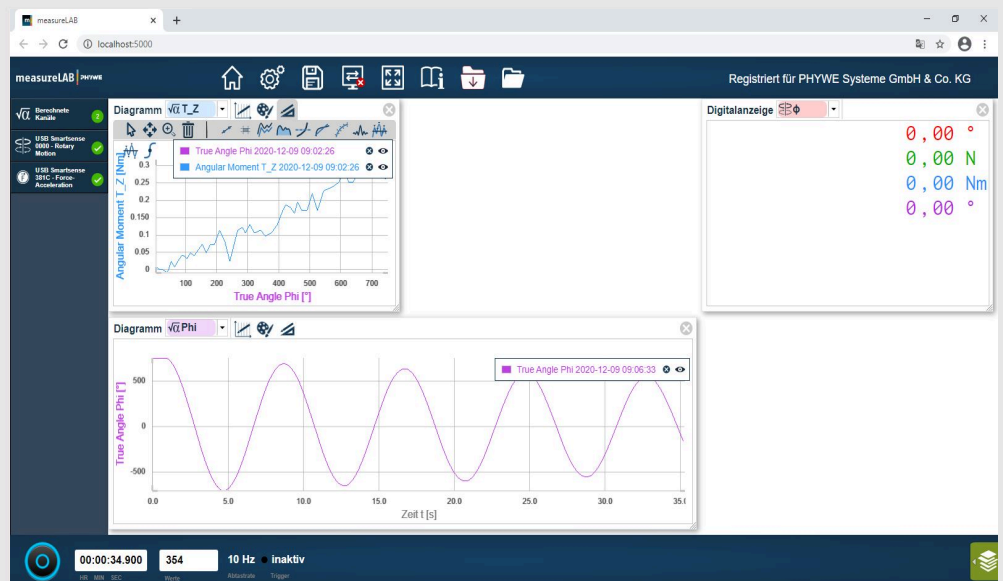 measureLAB
localhost:5000
measureLAB PHYWE
Registriert für PHYWE Systeme GmbH & Co. KG
√α Berechnete Kanäle 2
USB Smartsense
0000 - Rotary
Motion
USB Smartsense
381C - Force-
Acceleration
Diagramm √α T_Z
True Angle Phi 2020-12-09 09:02:26
Angular Moment T_Z 2020-12-09 09:02:26
Angular Moment T_Z [Nm]
0.3
0.25
0.2
0.150
0.1
0.05
0
100 200 300 400 500 600 700
True Angle Phi [°]
Digitalanzeige ϕ
0,00 °
0,00 N
0,00 Nm
0,00 °
Diagramm √α Phi
True Angle Phi 2020-12-09 09:06:33
True Angle Phi [°]
500
0
-500
0.0 5.0 10.0 15.0 20.0 25.0 30.0 35.
Zeit t [s]
00:00:34.900 354 10 Hz inaktiv
HR MIN SEC Werte Abtastrate Trigger